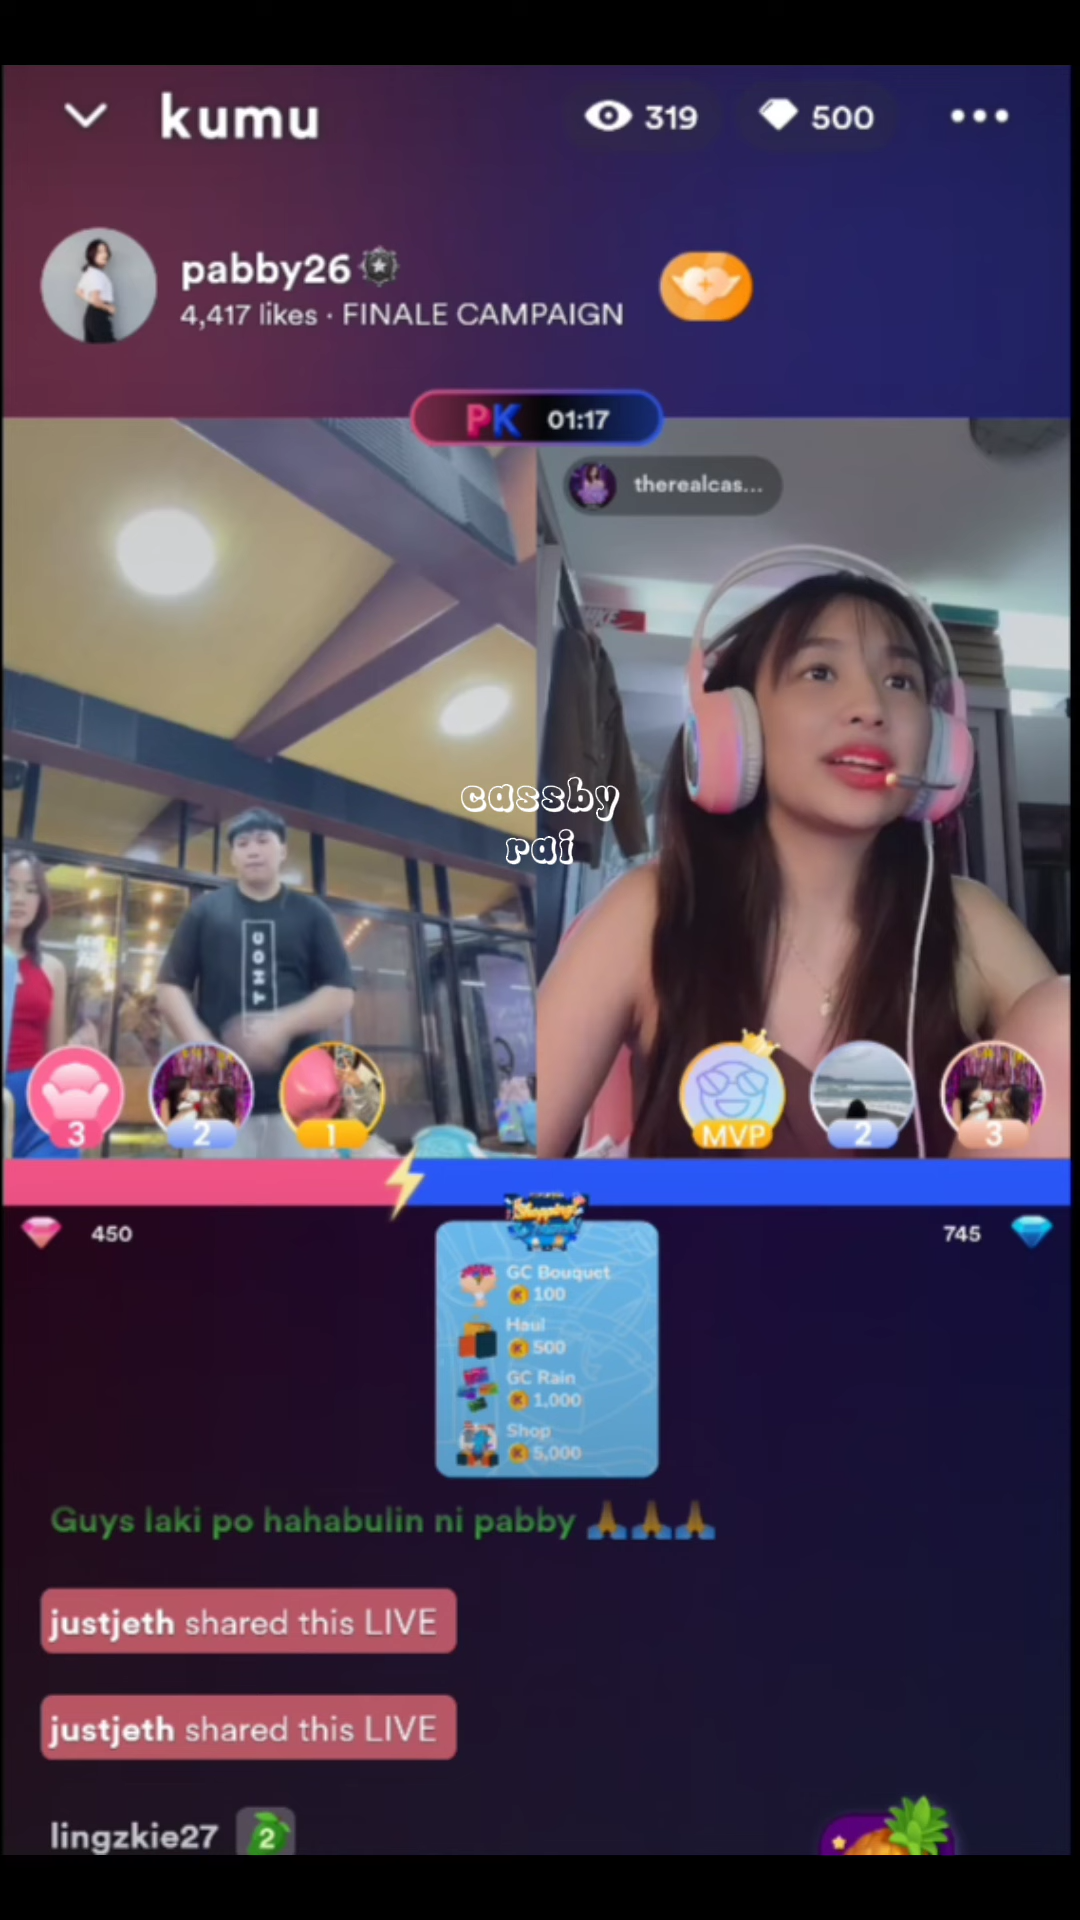 kumu
319
500
pabby26
4,417 likes · FINALE CAMPAIGN
PK 01:17
therealcas...
cassby
rai
3
2
1
MVP
2
3
450
745
Shopping
GC Bouquet
100
Haul
500
GC Rain
1,000
Shop
5,000
Guys laki po hahabulin ni pabby 🙏🙏🙏
justjeth shared this LIVE
justjeth shared this LIVE
lingzkie27 2